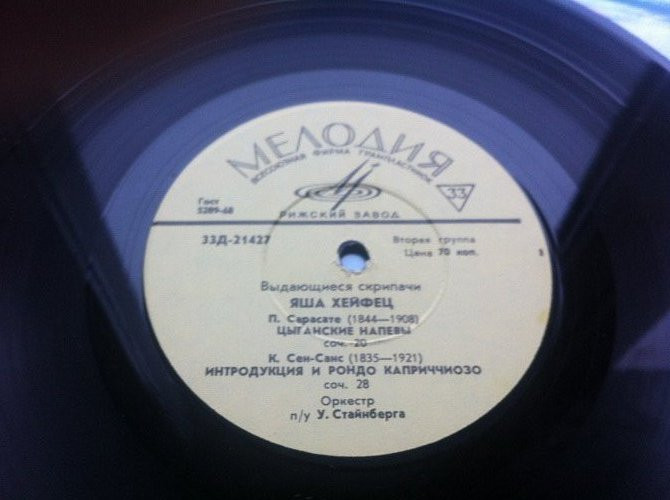 МЕЛОДИЯ
ВСЕСОЮЗНАЯ ФИРМА ГРАМПЛАСТИНОК
33
Гост
5289-68
РИЖСКИЙ ЗАВОД
33Д-21427
Вторая группа
Цена 70 коп.
Выдающиеся скрипачи
ЯША ХЕЙФЕЦ
П. Сарасате (1844—1908)
ЦЫГАНСКИЕ НАПЕВЫ
соч. 20
К. Сен-Санс (1835—1921)
ИНТРОДУКЦИЯ И РОНДО КАПРИЧЧИОЗО
соч. 28
Оркестр
п/у У. Стайнберга